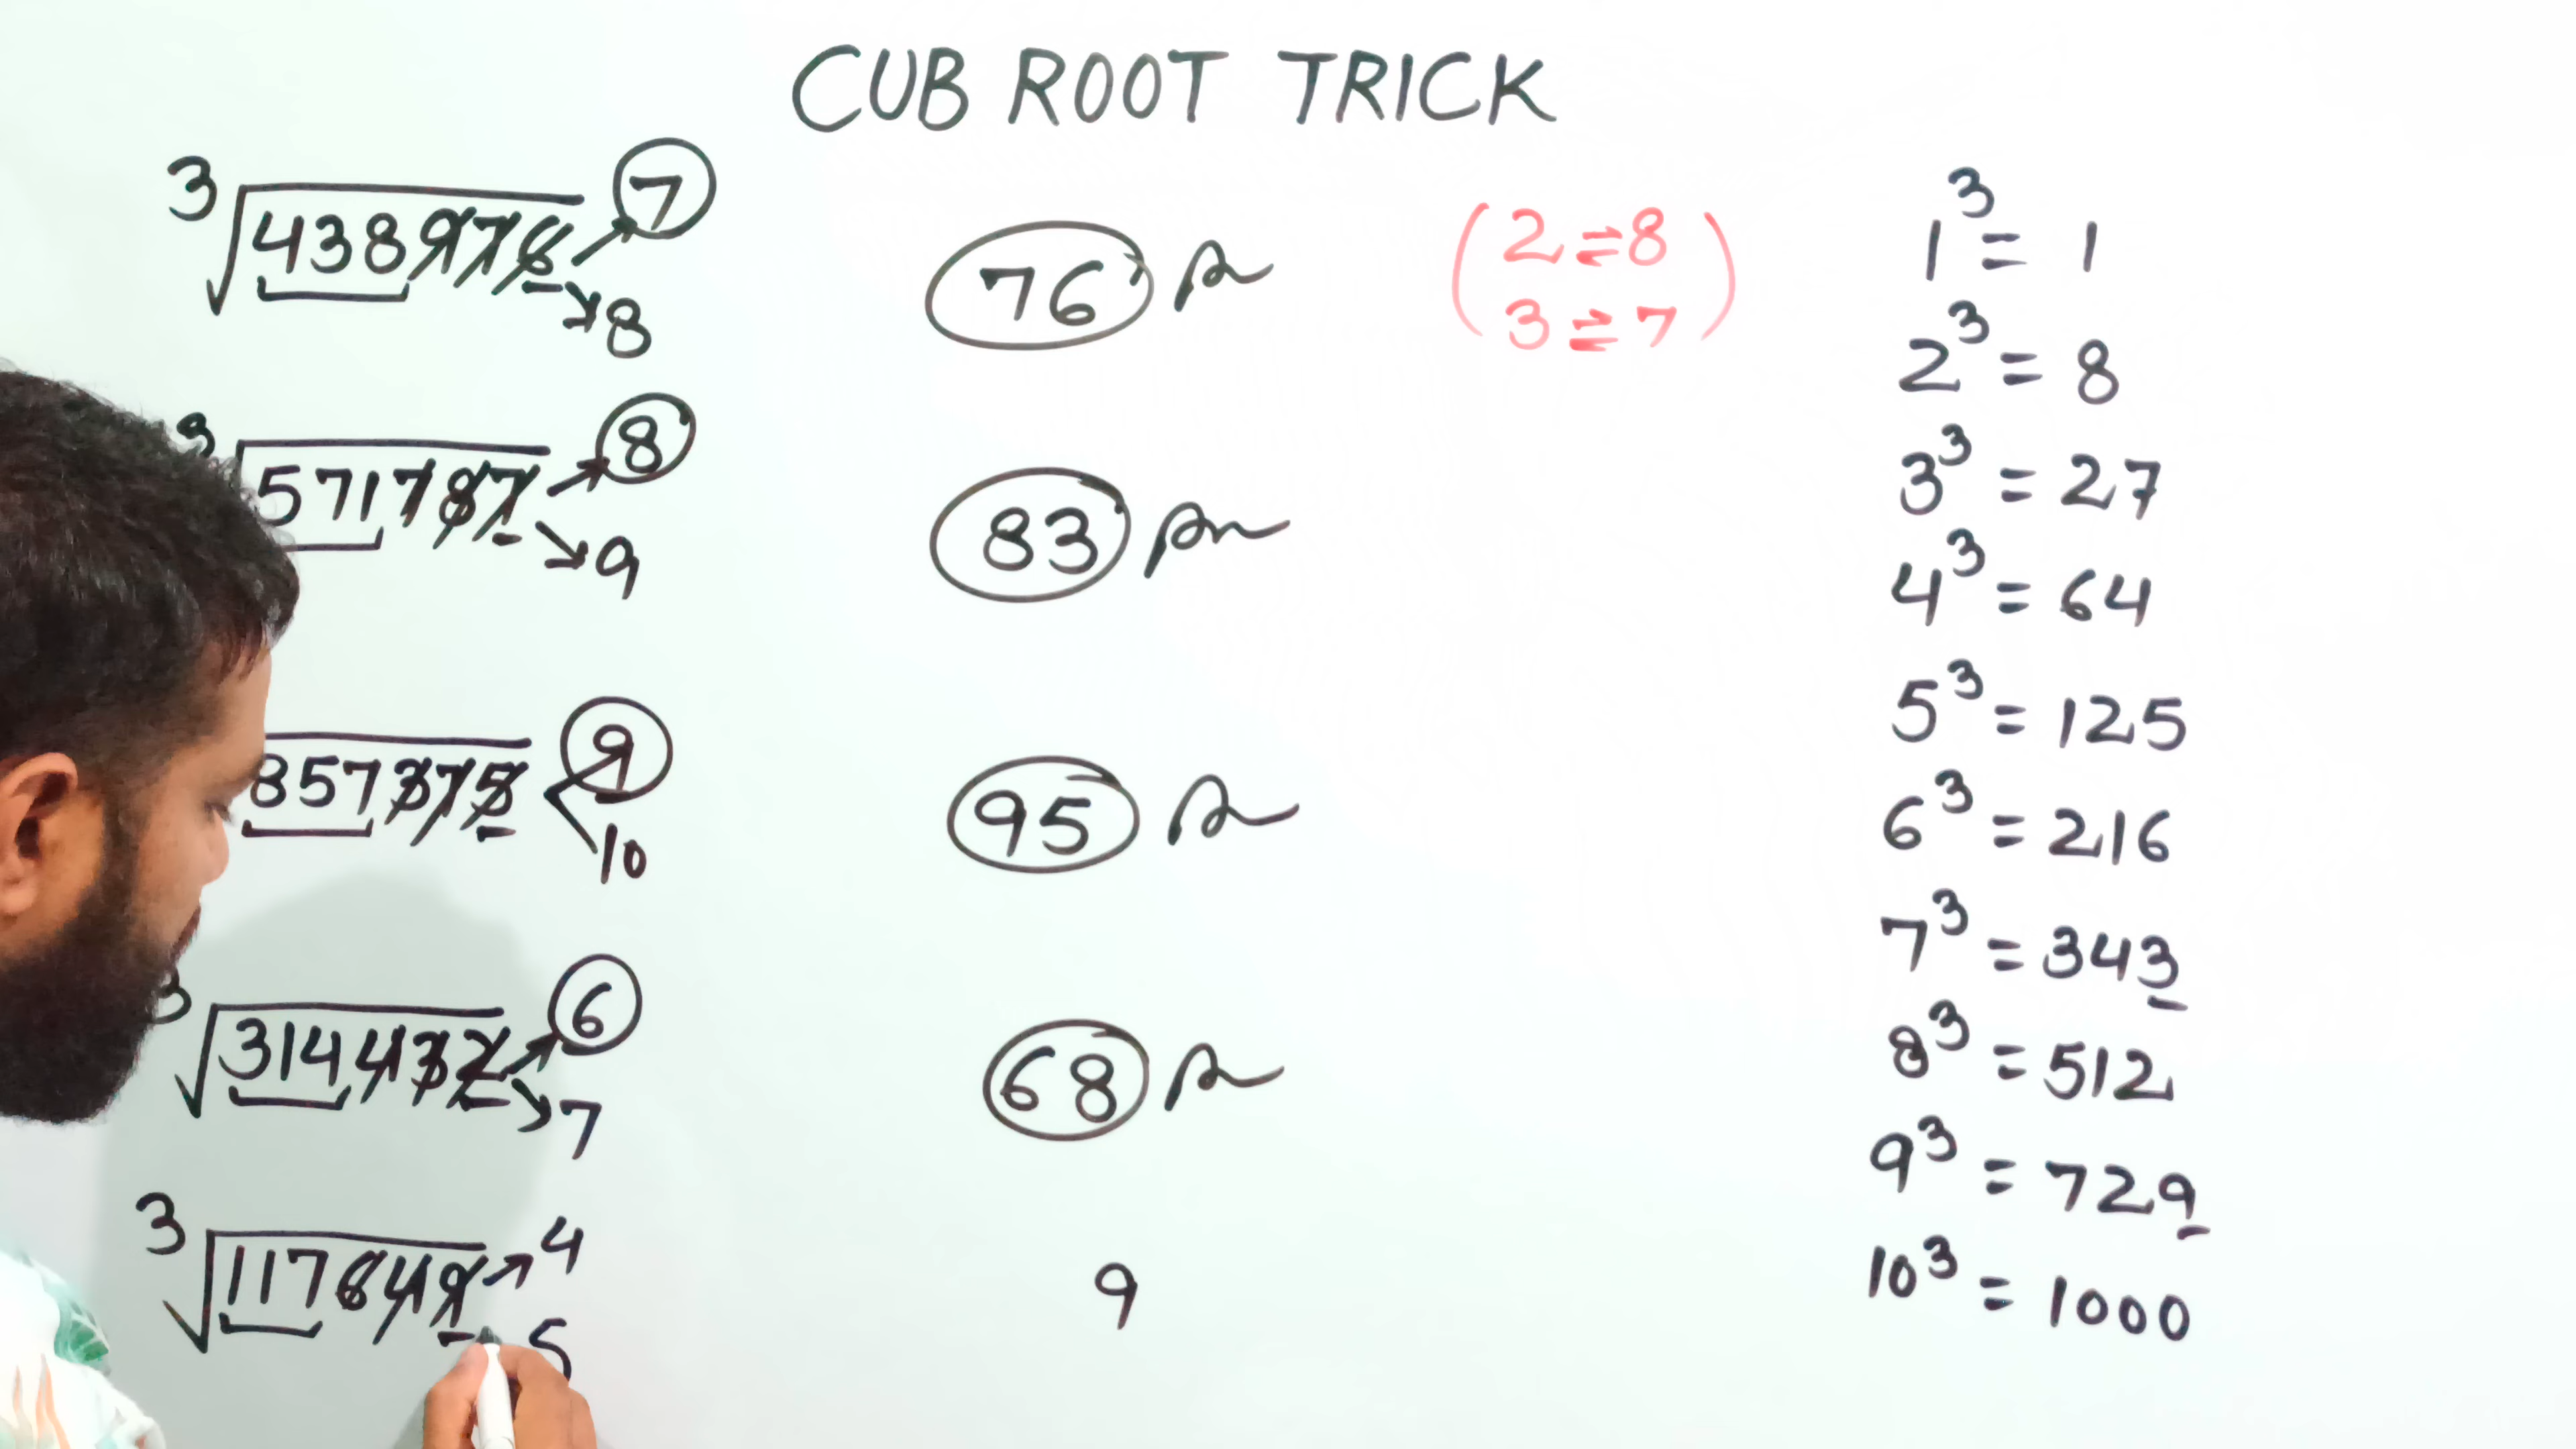 CUB ROOT TRICK
3√438976 7
8
76
(2⇌8
3⇌7)
3√571787 8
9
83
857375 9
10
95
3√314432 6
7
68
3√117649 4
5
9
1³ = 1
2³ = 8
3³ = 27
4³ = 64
5³ = 125
6³ = 216
7³ = 343
8³ = 512
9³ = 729
10³ = 1000